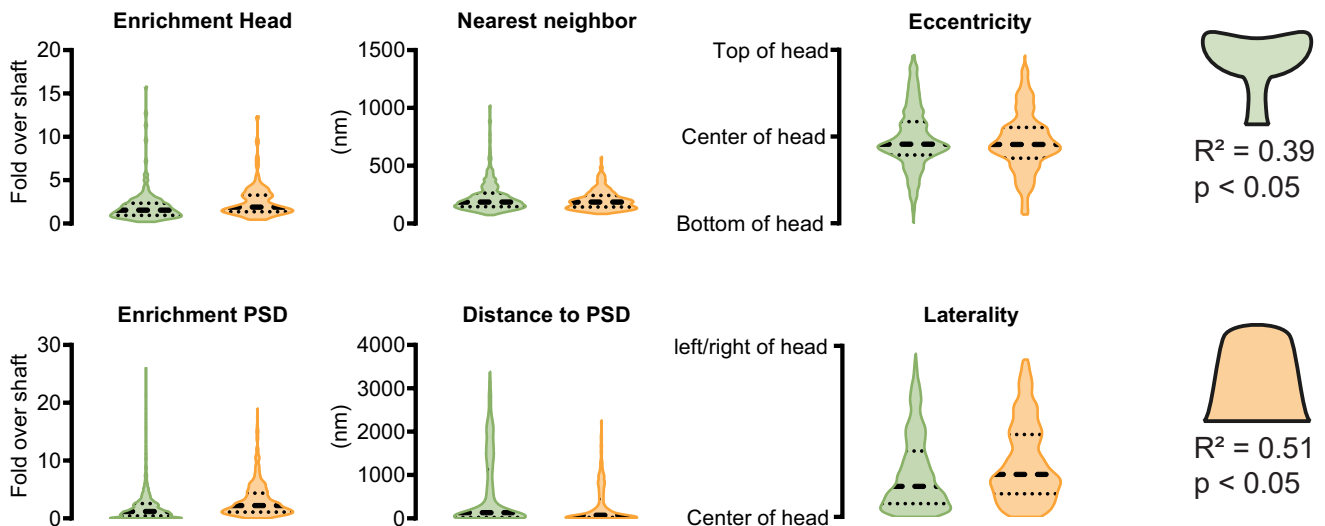 Enrichment Head
Fold over shaft
20
15
10
5
0
Nearest neighbor
(nm)
1500
1000
500
0
Eccentricity
Top of head
Center of head
Bottom of head
R² = 0.39
p < 0.05
Enrichment PSD
Fold over shaft
30
20
10
0
Distance to PSD
(nm)
4000
3000
2000
1000
0
Laterality
left/right of head
Center of head
R² = 0.51
p < 0.05